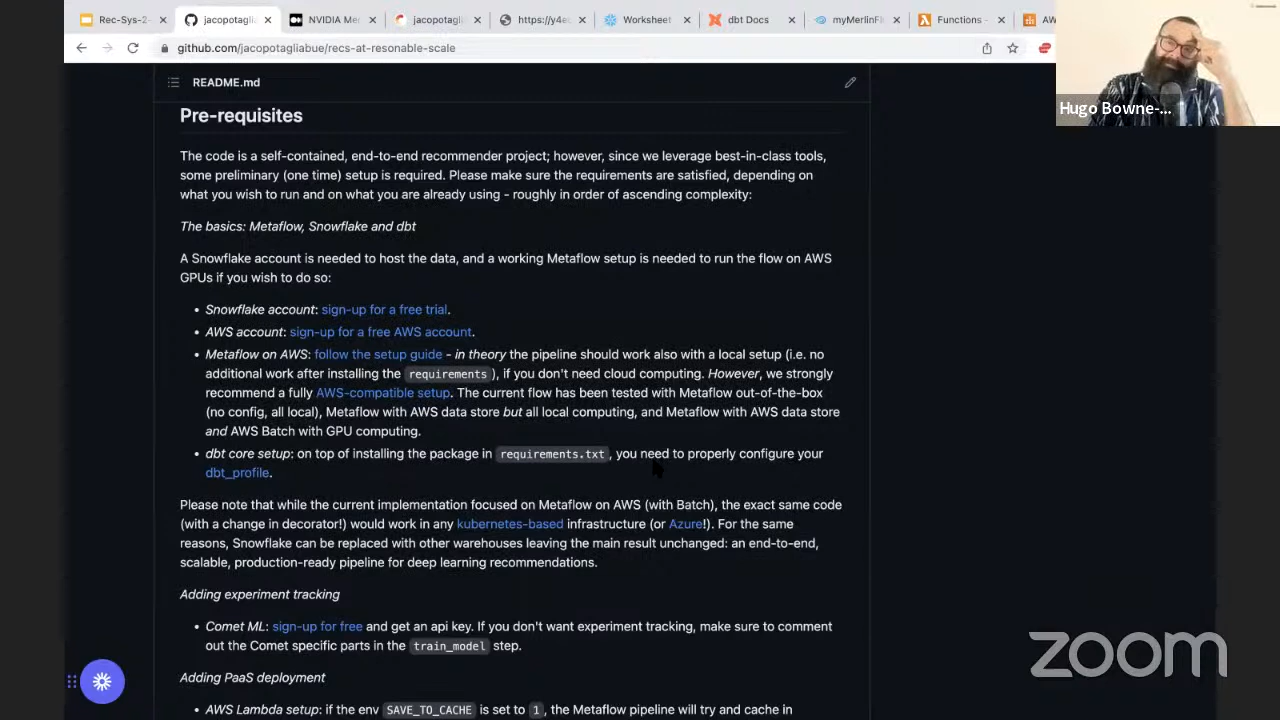 Rec-Sys-2-
jacopotagli
NVIDIA Me
jacopotagli
https://y4e
Worksheet
dbt Docs
myMerlinFl
Functions -
AW
github.com/jacopotagliabue/recs-at-resonable-scale
Hugo Bowne-...
README.md
Pre-requisites
The code is a self-contained, end-to-end recommender project; however, since we leverage best-in-class tools,
some preliminary (one time) setup is required. Please make sure the requirements are satisfied, depending on
what you wish to run and on what you are already using - roughly in order of ascending complexity:
The basics: Metaflow, Snowflake and dbt
A Snowflake account is needed to host the data, and a working Metaflow setup is needed to run the flow on AWS
GPUs if you wish to do so:
• Snowflake account: sign-up for a free trial.
• AWS account: sign-up for a free AWS account.
• Metaflow on AWS: follow the setup guide - in theory the pipeline should work also with a local setup (i.e. no
additional work after installing the requirements), if you don't need cloud computing. However, we strongly
recommend a fully AWS-compatible setup. The current flow has been tested with Metaflow out-of-the-box
(no config, all local), Metaflow with AWS data store but all local computing, and Metaflow with AWS data store
and AWS Batch with GPU computing.
• dbt core setup: on top of installing the package in requirements.txt, you need to properly configure your
dbt_profile.
Please note that while the current implementation focused on Metaflow on AWS (with Batch), the exact same code
(with a change in decorator!) would work in any kubernetes-based infrastructure (or Azure!). For the same
reasons, Snowflake can be replaced with other warehouses leaving the main result unchanged: an end-to-end,
scalable, production-ready pipeline for deep learning recommendations.
Adding experiment tracking
• Comet ML: sign-up for free and get an api key. If you don't want experiment tracking, make sure to comment
out the Comet specific parts in the train_model step.
Adding PaaS deployment
• AWS Lambda setup: if the env SAVE_TO_CACHE is set to 1, the Metaflow pipeline will try and cache in
zoom